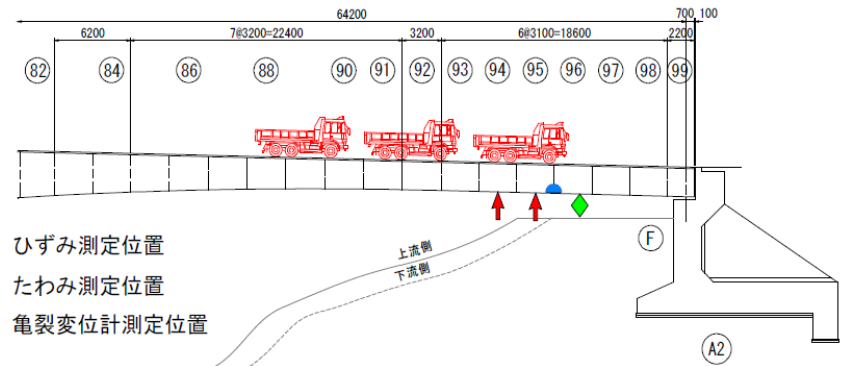 64200
700 100
6200
7@3200=22400
3200
6@3100=18600
2200
82 84 86 88 90 91 92 93 94 95 96 97 98 99
F
上流側
下流側
ひずみ測定位置
たわみ測定位置
亀裂変位計測定位置
A2